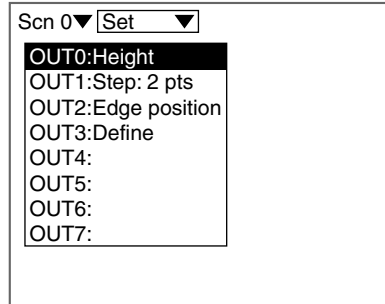 Scn 0▼ Set ▼
OUT0:Height
OUT1:Step: 2 pts
OUT2:Edge position
OUT3:Define
OUT4:
OUT5:
OUT6:
OUT7: